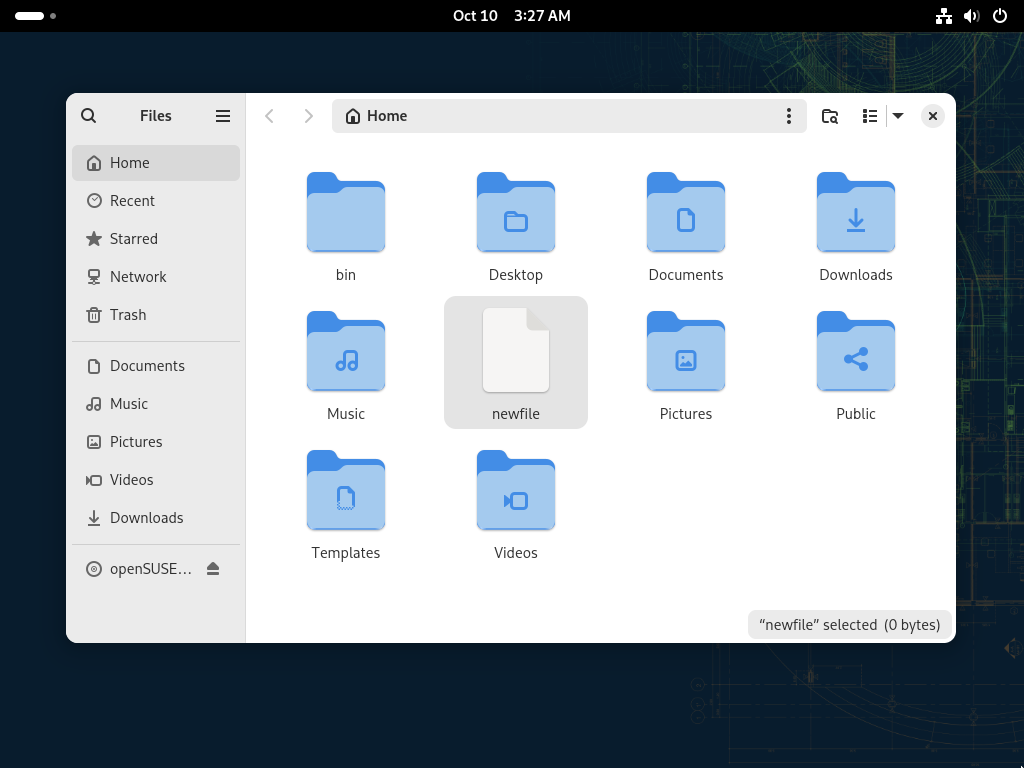 Oct 10 3:27 AM
Files
Home
Home
Recent
Starred
Network
Trash
Documents
Music
Pictures
Videos
Downloads
openSUSE…
bin Desktop Documents Downloads
Music newfile Pictures Public
Templates Videos
“newfile” selected (0 bytes)